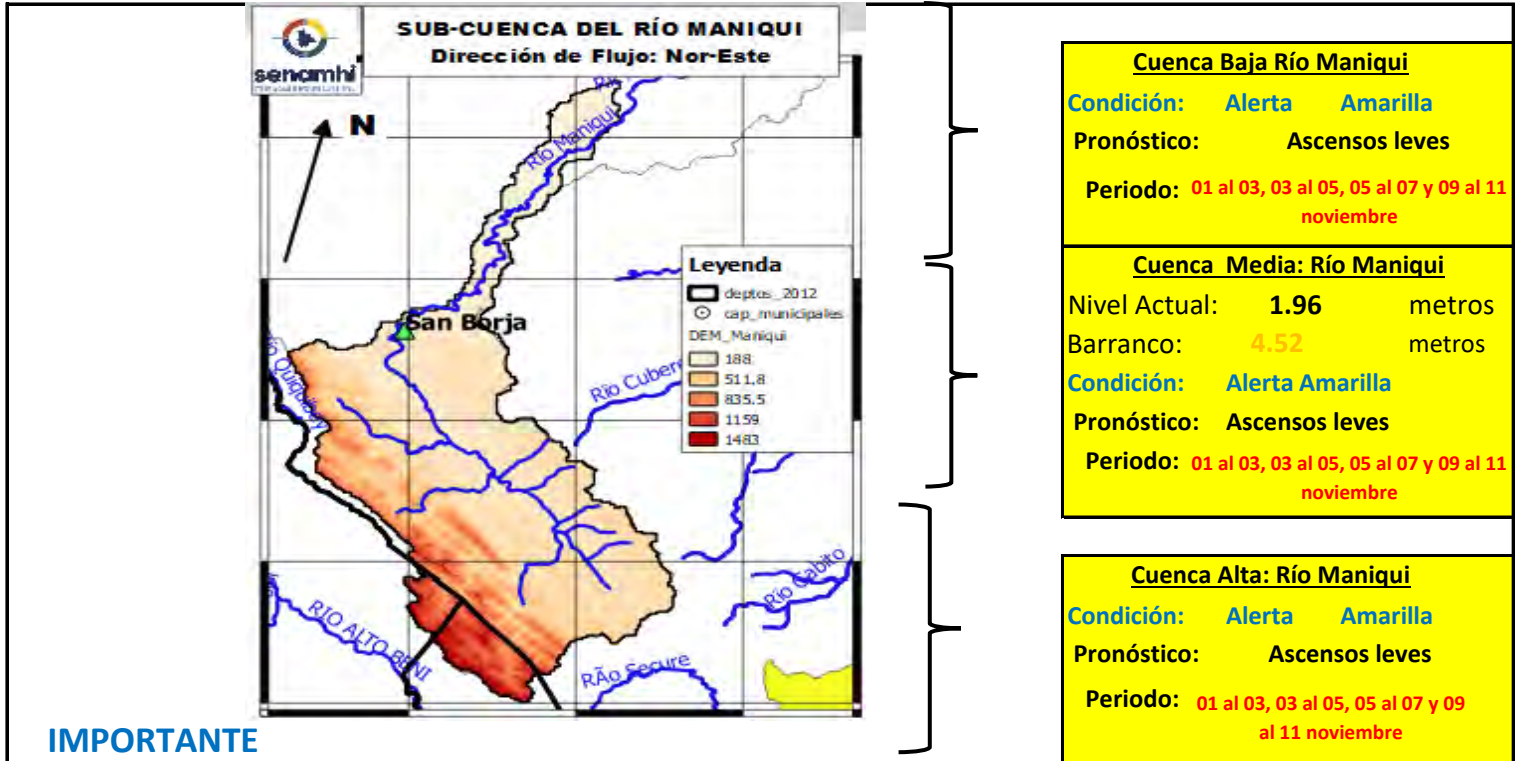 SUB-CUENCA DEL RÍO MANIQUI
Dirección de Flujo: Nor-Este
senamhi
N
Río Maniqui
San Borja
Río Quiquibey
Río Cubere
RIO ALTO BENI
RÃo Secure
Río Cabito
Leyenda
deptos_2012
cap_municipales
DEM_Maniqui
188
511.8
835.5
1159
1483
IMPORTANTE
Cuenca Baja Río Maniqui
Condición: Alerta Amarilla
Pronóstico: Ascensos leves
Periodo: 01 al 03, 03 al 05, 05 al 07 y 09 al 11
noviembre
Cuenca Media: Río Maniqui
Nivel Actual: 1.96 metros
Barranco: 4.52 metros
Condición: Alerta Amarilla
Pronóstico: Ascensos leves
Periodo: 01 al 03, 03 al 05, 05 al 07 y 09 al 11
noviembre
Cuenca Alta: Río Maniqui
Condición: Alerta Amarilla
Pronóstico: Ascensos leves
Periodo: 01 al 03, 03 al 05, 05 al 07 y 09
al 11 noviembre